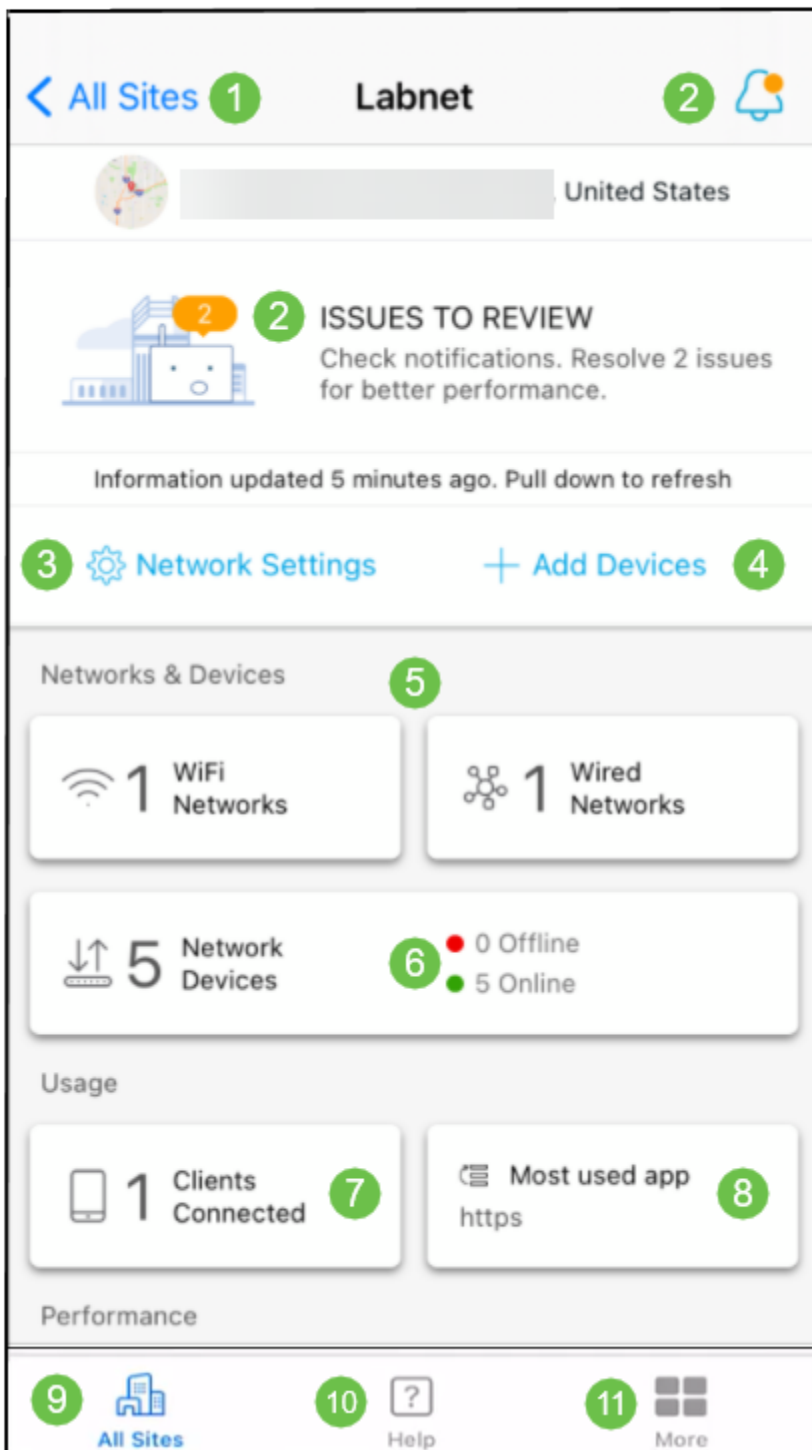 All Sites 1 Labnet 2
, United States
2 2 ISSUES TO REVIEW
Check notifications. Resolve 2 issues
for better performance.
Information updated 5 minutes ago. Pull down to refresh
3 Network Settings + Add Devices 4
Networks & Devices 5
1 WiFi
Networks
1 Wired
Networks
5 Network
Devices
6
0 Offline
5 Online
Usage
1 Clients
Connected
7
Most used app
https
8
Performance
9 All Sites
10 ? Help
11 More